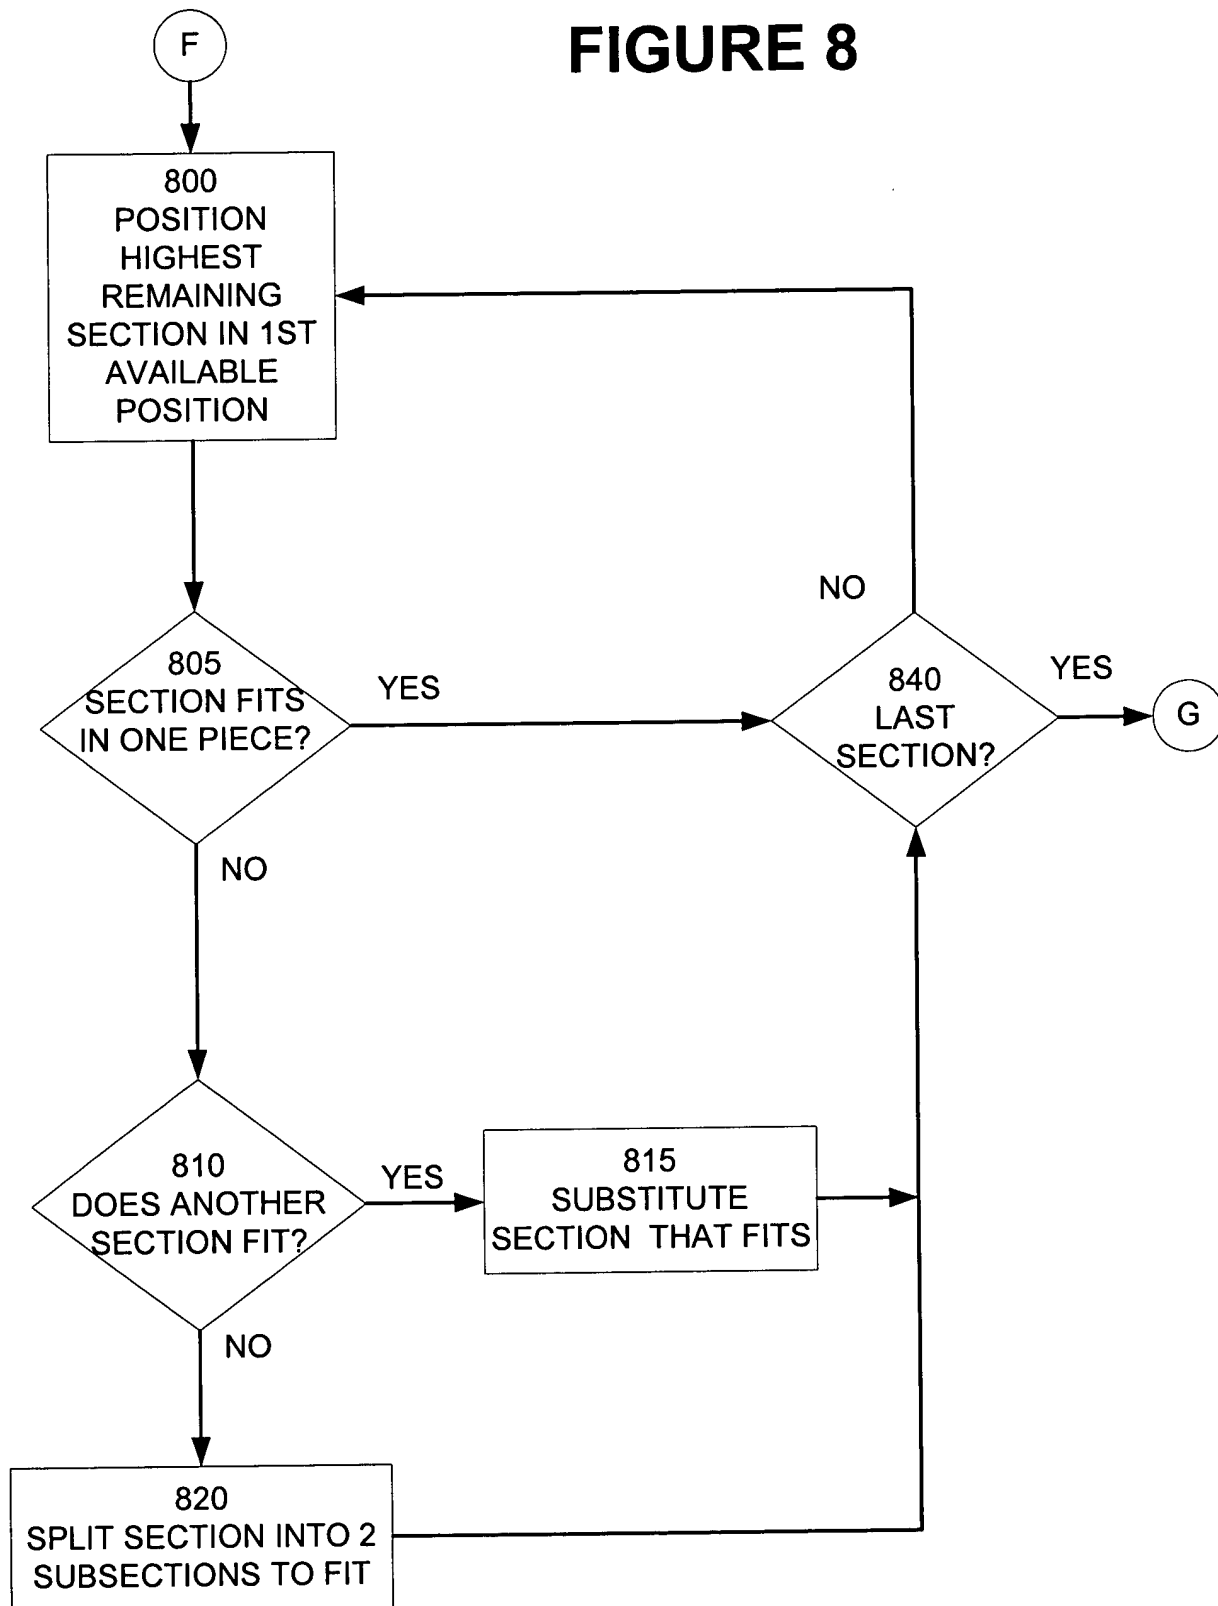 F
FIGURE 8
800
POSITION
HIGHEST
REMAINING
SECTION IN 1ST
AVAILABLE
POSITION
805
SECTION FITS
IN ONE PIECE?
YES
NO
840
LAST
SECTION?
NO
YES
G
810
DOES ANOTHER
SECTION FIT?
YES
NO
815
SUBSTITUTE
SECTION THAT FITS
820
SPLIT SECTION INTO 2
SUBSECTIONS TO FIT